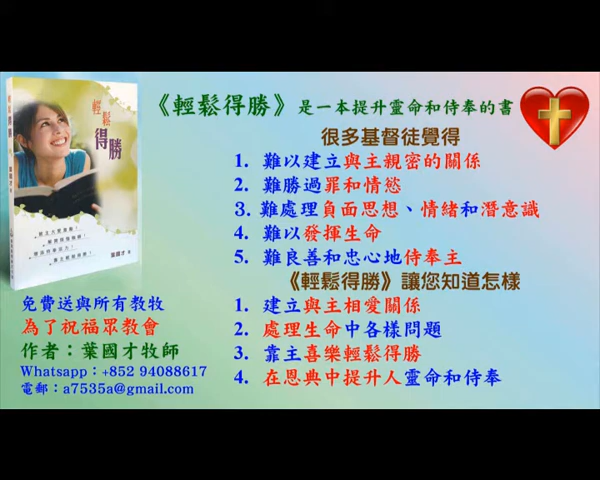 《輕鬆得勝》是一本提升靈命和侍奉的書
很多基督徒覺得
1. 難以建立與主親密的關係
2. 難勝過罪和情慾
3. 難處理負面思想、情緒和潛意識
4. 難以發揮生命
5. 難良善和忠心地侍奉主
《輕鬆得勝》讓您知道怎樣
1. 建立與主相愛關係
2. 處理生命中各樣問題
3. 靠主喜樂輕鬆得勝
4. 在恩典中提升人靈命和侍奉
輕鬆
得勝
葉國才 著
輕鬆得勝
免費送與所有教牧
為了祝福眾教會
作者：葉國才牧師
Whatsapp：+852 94088617
電郵：a7535a@gmail.com